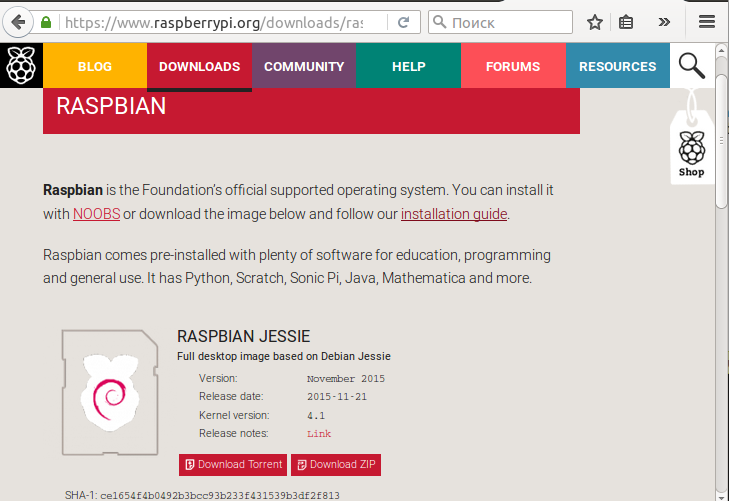 https://www.raspberrypi.org/downloads/ras
Поиск
BLOG
DOWNLOADS
COMMUNITY
HELP
FORUMS
RESOURCES
Shop
RASPBIAN
Raspbian is the Foundation's official supported operating system. You can install it
with NOOBS or download the image below and follow our installation guide.
Raspbian comes pre-installed with plenty of software for education, programming
and general use. It has Python, Scratch, Sonic Pi, Java, Mathematica and more.
RASPBIAN JESSIE
Full desktop image based on Debian Jessie
Version: November 2015
Release date: 2015-11-21
Kernel version: 4.1
Release notes: Link
Download Torrent
Download ZIP
SHA-1: ce1654f4b0492b3bcc93b233f431539b3df2f813